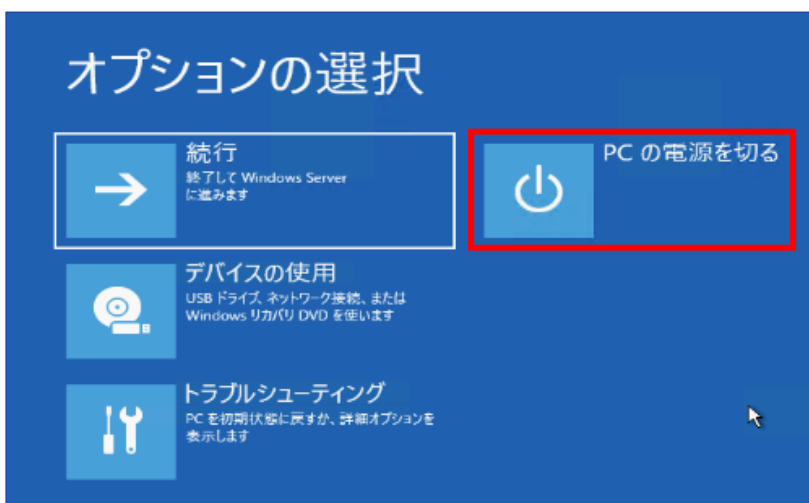 オプションの選択
続行
終了して Windows Server
に進みます
PC の電源を切る
デバイスの使用
USB ドライブ、ネットワーク接続、または
Windows リカバリ DVD を使います
トラブルシューティング
PC を初期状態に戻すか、詳細オプションを
表示します